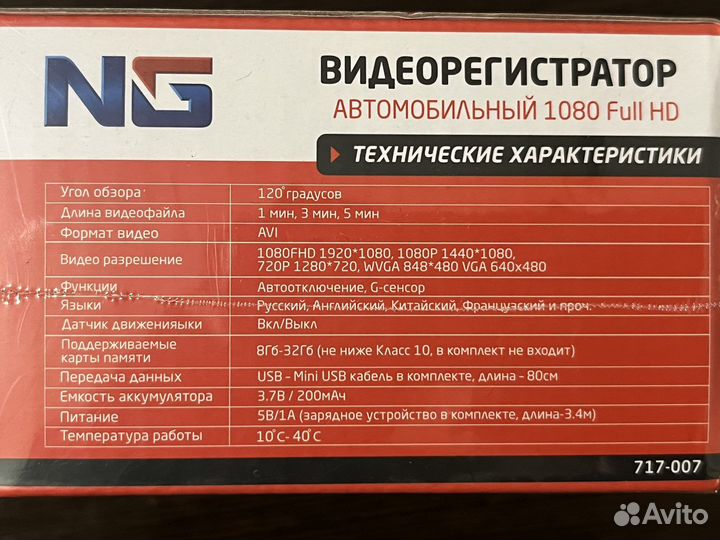 NG
ВИДЕОРЕГИСТРАТОР
АВТОМОБИЛЬНЫЙ 1080 Full HD
ТЕХНИЧЕСКИЕ ХАРАКТЕРИСТИКИ
Угол обзора 120°градусов
Длина видеофайла 1 мин, 3 мин, 5 мин
Формат видео AVI
Видео разрешение 1080FHD 1920*1080, 1080P 1440*1080,
720P 1280*720, WVGA 848*480 VGA 640x480
Функции Автоотключение, G-сенсор
Языки Русский, Английский, Китайский, Французский и проч.
Датчик движенияыки Вкл/Выкл
Поддерживаемые
карты памяти 8Гб-32Гб (не ниже Класс 10, в комплект не входит)
Передача данных USB – Mini USB кабель в комплекте, длина – 80см
Емкость аккумулятора 3.7В / 200мАч
Питание 5В/1А (зарядное устройство в комплекте, длина-3.4м)
Температура работы 10°С- 40°С
717-007
Avito